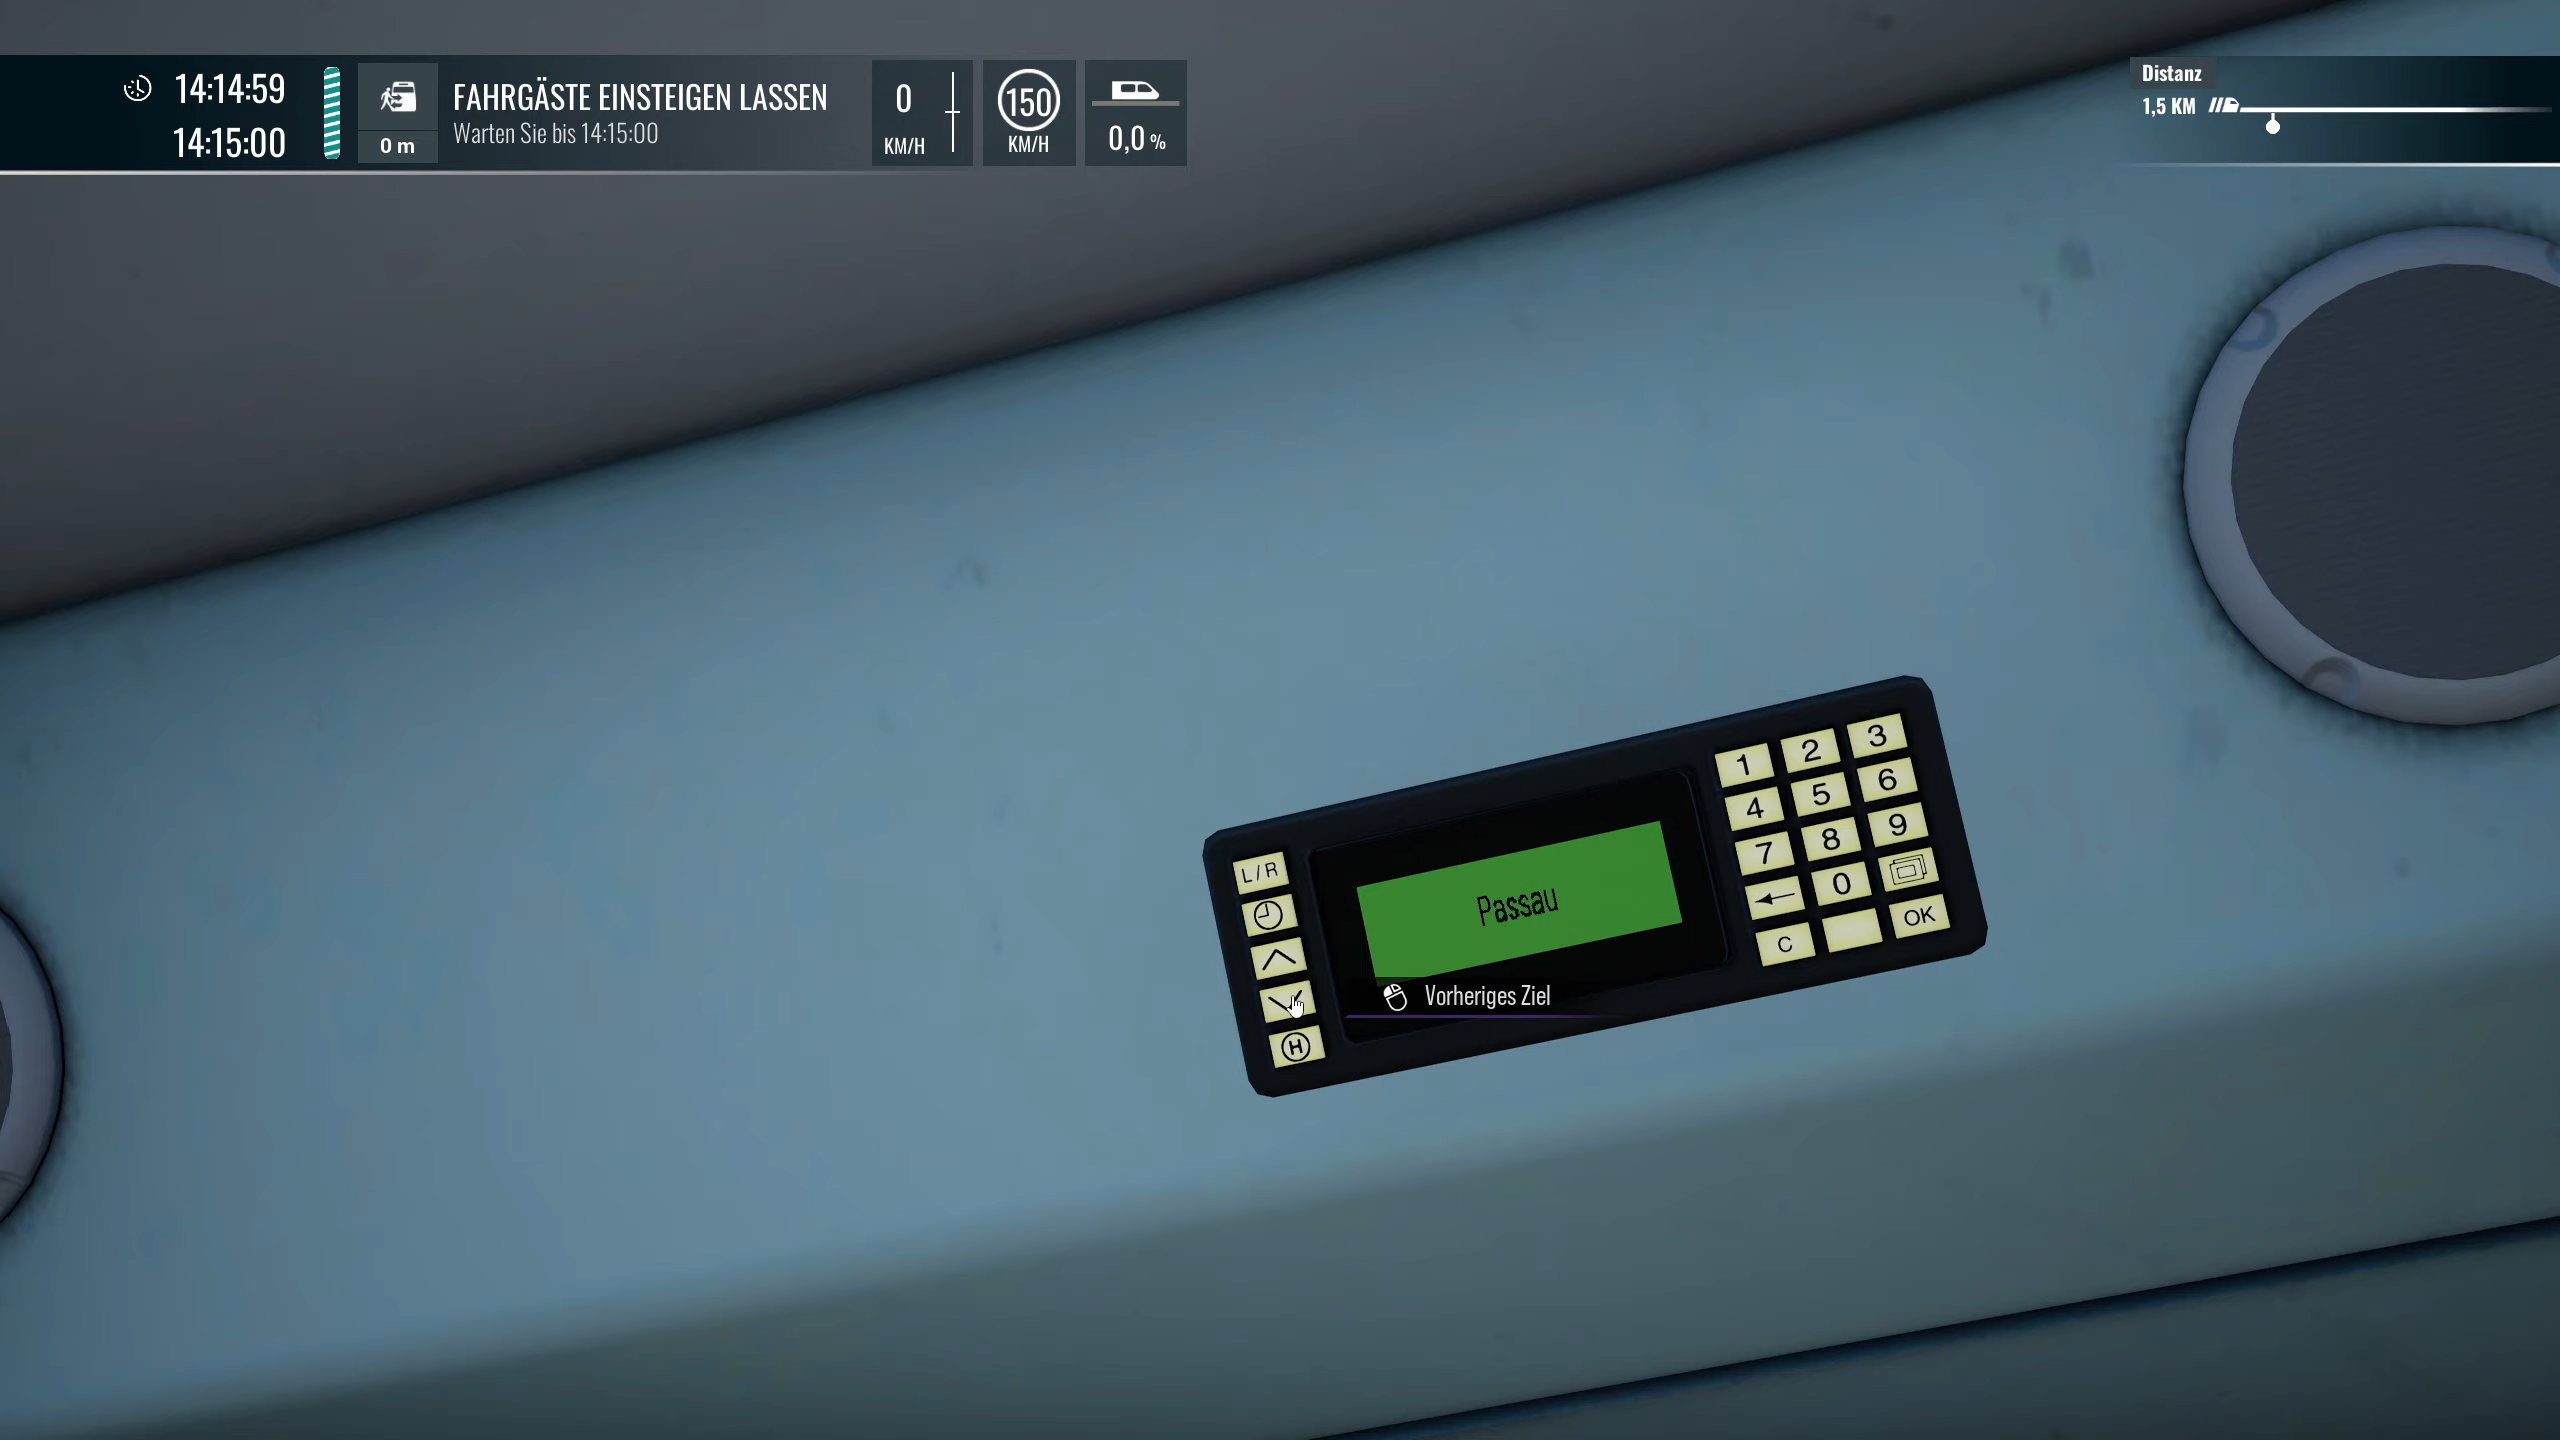 14:14:59
14:15:00
0 m
FAHRGÄSTE EINSTEIGEN LASSEN
Warten Sie bis 14:15:00
0
KM/H
150
KM/H
0,0 %
Distanz
1,5 KM
L/R
H
Passau
Vorheriges Ziel
1 2 3
4 5 6
7 8 9
0
C OK